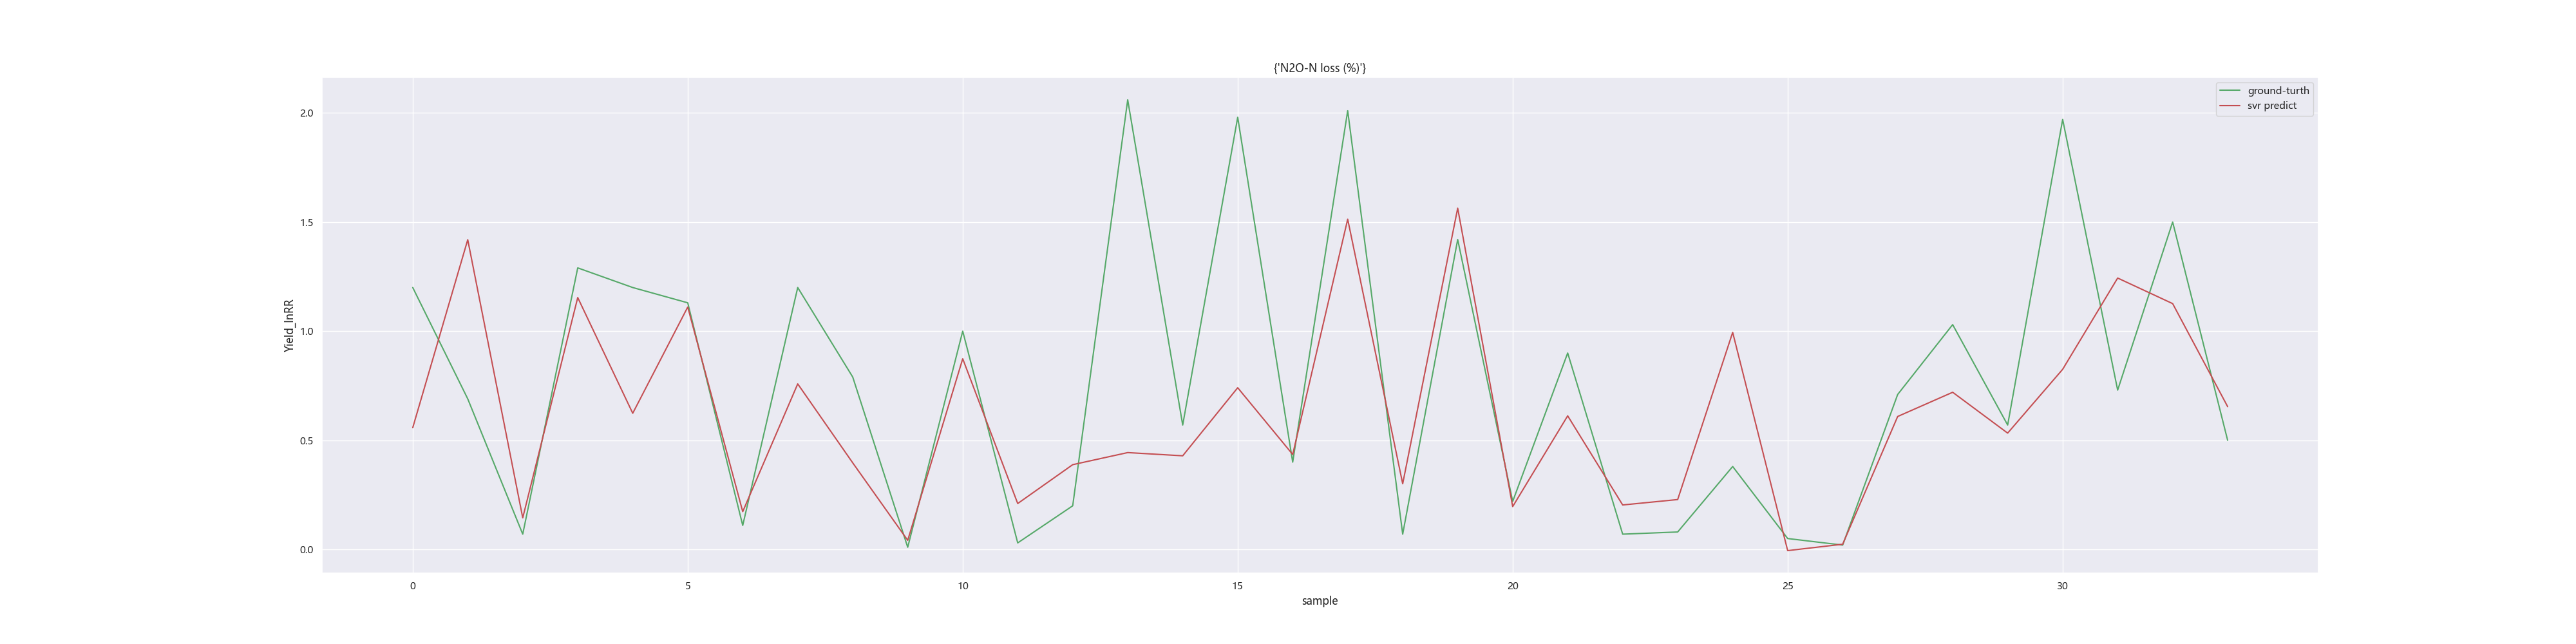 {'N2O-N loss (%)'}
ground-turth
svr predict
2.0
1.5
1.0
0.5
0.0
Yield_lnRR
0 5 10 15 20 25 30
sample